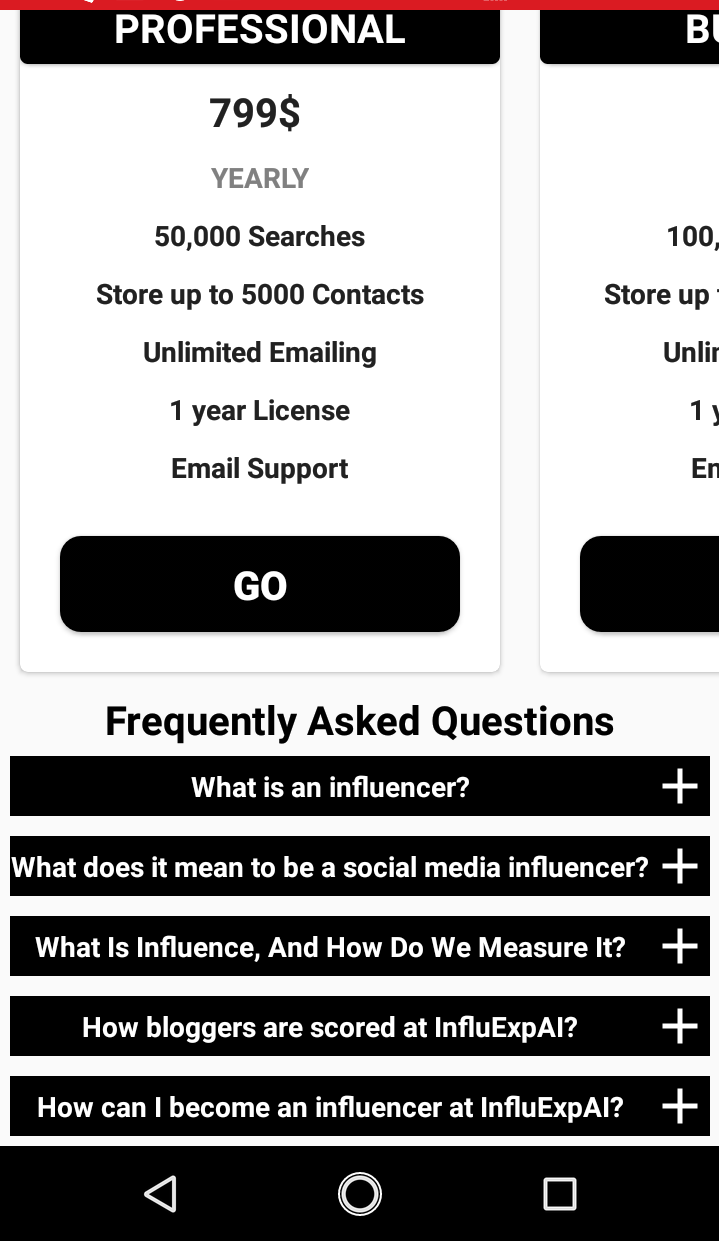 PROFESSIONAL
799$
YEARLY
50,000 Searches
Store up to 5000 Contacts
Unlimited Emailing
1 year License
Email Support
GO
100,
Store up
1
Frequently Asked Questions
What is an influencer?
What does it mean to be a social media influencer?
What Is Influence, And How Do We Measure It?
How bloggers are scored at InfluExpAI?
How can I become an influencer at InfluExpAI?